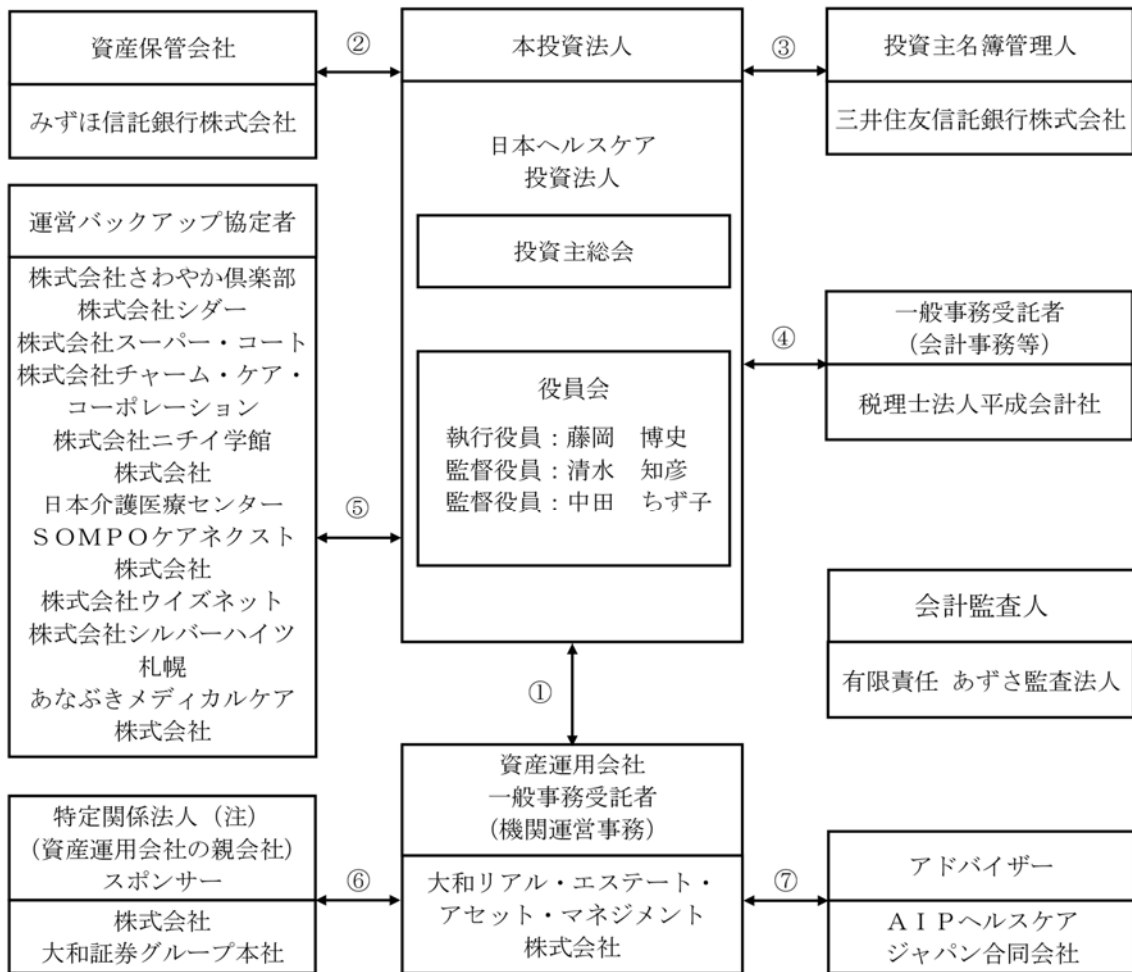 資産保管会社
みずほ信託銀行株式会社
②
本投資法人
日本ヘルスケア
投資法人
投資主総会
役員会
執行役員：藤岡　博史
監督役員：清水　知彦
監督役員：中田　ちず子
③
投資主名簿管理人
三井住友信託銀行株式会社
運営バックアップ協定者
株式会社さわやか倶楽部
株式会社シダー
株式会社スーパー・コート
株式会社チャーム・ケア・
コーポレーション
株式会社ニチイ学館
株式会社
日本介護医療センター
ＳＯＭＰＯケアネクスト
株式会社
株式会社ウイズネット
株式会社シルバーハイツ
札幌
あなぶきメディカルケア
株式会社
⑤
④
一般事務受託者
（会計事務等）
税理士法人平成会計社
会計監査人
有限責任 あずさ監査法人
①
特定関係法人（注）
（資産運用会社の親会社）
スポンサー
株式会社
大和証券グループ本社
⑥
資産運用会社
一般事務受託者
（機関運営事務）
大和リアル・エステート・
アセット・マネジメント
株式会社
⑦
アドバイザー
ＡＩＰヘルスケア
ジャパン合同会社